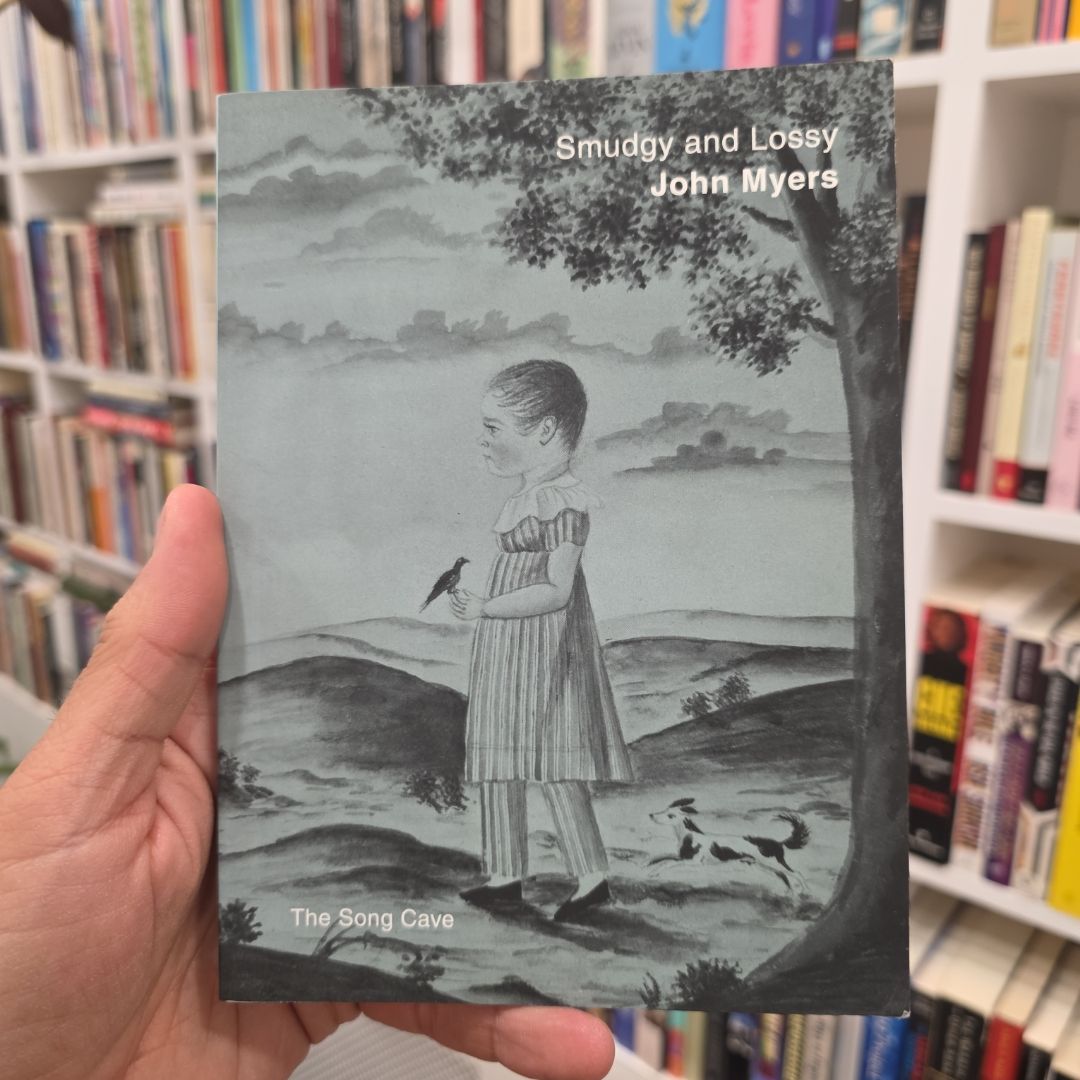 Smudgy and Lossy
John Myers
The Song Cave